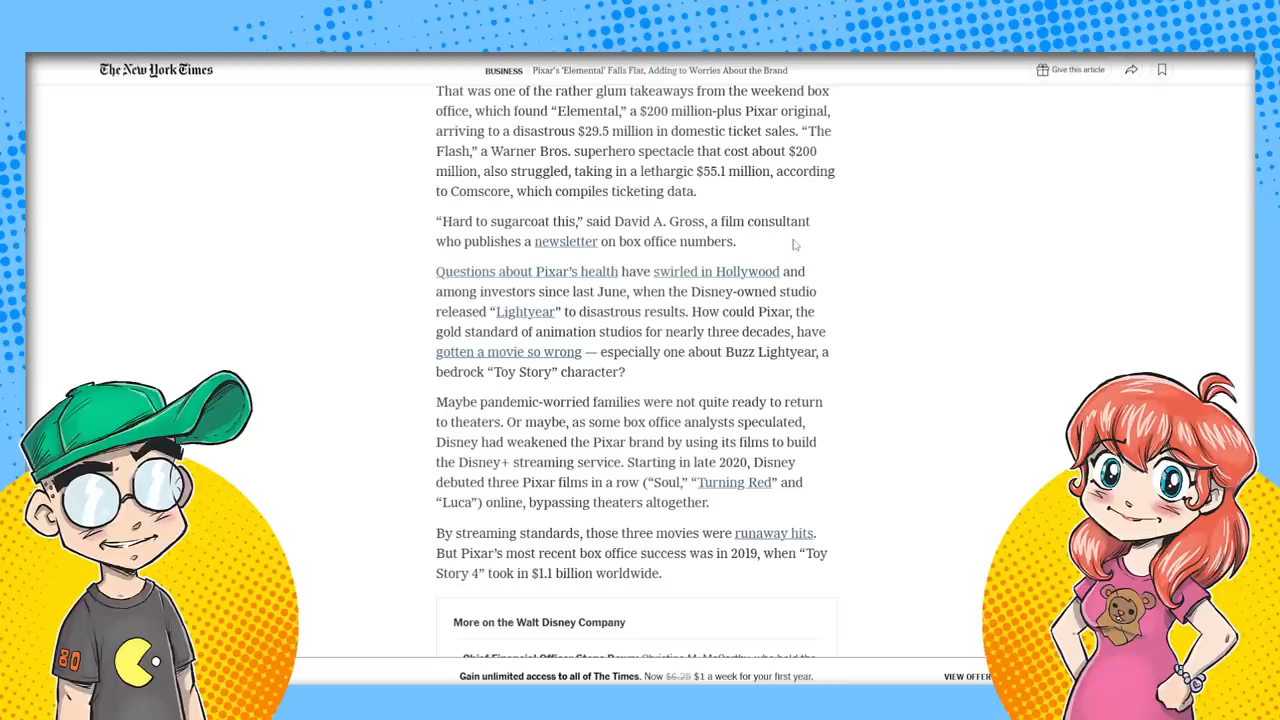 The New York Times
BUSINESS Pixar's 'Elemental' Falls Flat, Adding to Worries About the Brand
Give this article
That was one of the rather glum takeaways from the weekend box
office, which found “Elemental,” a $200 million-plus Pixar original,
arriving to a disastrous $29.5 million in domestic ticket sales. “The
Flash,” a Warner Bros. superhero spectacle that cost about $200
million, also struggled, taking in a lethargic $55.1 million, according
to Comscore, which compiles ticketing data.
“Hard to sugarcoat this,” said David A. Gross, a film consultant
who publishes a newsletter on box office numbers.
Questions about Pixar’s health have swirled in Hollywood and
among investors since last June, when the Disney-owned studio
released “Lightyear” to disastrous results. How could Pixar, the
gold standard of animation studios for nearly three decades, have
gotten a movie so wrong — especially one about Buzz Lightyear, a
bedrock “Toy Story” character?
Maybe pandemic-worried families were not quite ready to return
to theaters. Or maybe, as some box office analysts speculated,
Disney had weakened the Pixar brand by using its films to build
the Disney+ streaming service. Starting in late 2020, Disney
debuted three Pixar films in a row (“Soul,” “Turning Red” and
“Luca”) online, bypassing theaters altogether.
By streaming standards, those three movies were runaway hits.
But Pixar’s most recent box office success was in 2019, when “Toy
Story 4” took in $1.1 billion worldwide.
More on the Walt Disney Company
Chief Financial Officer Steps Down: Christine M. McCarthy, who held the
Gain unlimited access to all of The Times. Now $6.25 $1 a week for your first year.
VIEW OFFER
80